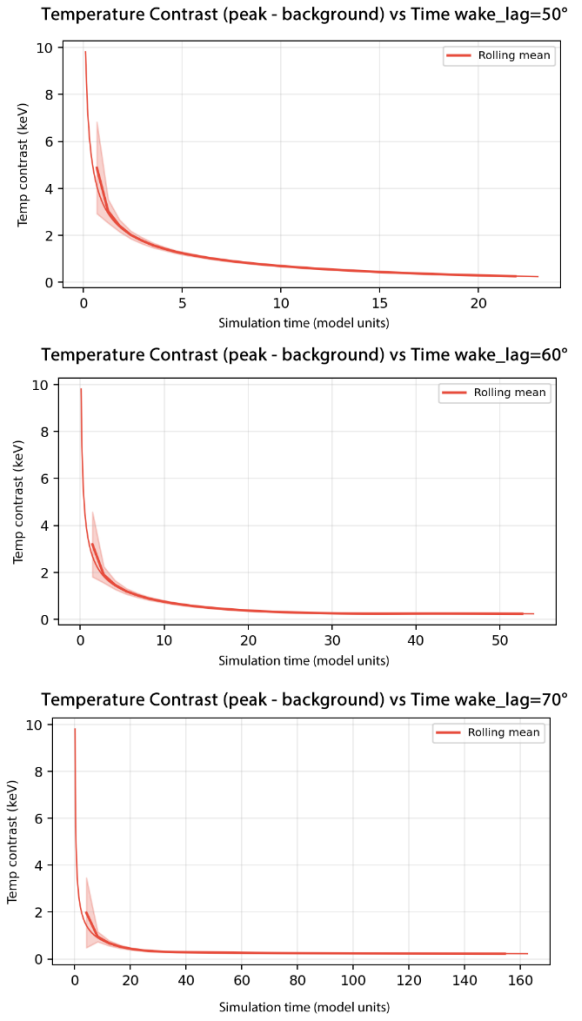 Temperature Contrast (peak - background) vs Time wake_lag=50°
10
Rolling mean
8
6
4
2
0
Temp contrast (keV)
0 5 10 15 20
Simulation time (model units)
Temperature Contrast (peak - background) vs Time wake_lag=60°
10
Rolling mean
8
6
4
2
0
Temp contrast (keV)
0 10 20 30 40 50
Simulation time (model units)
Temperature Contrast (peak - background) vs Time wake_lag=70°
10
Rolling mean
8
6
4
2
0
Temp contrast (keV)
0 20 40 60 80 100 120 140 160
Simulation time (model units)